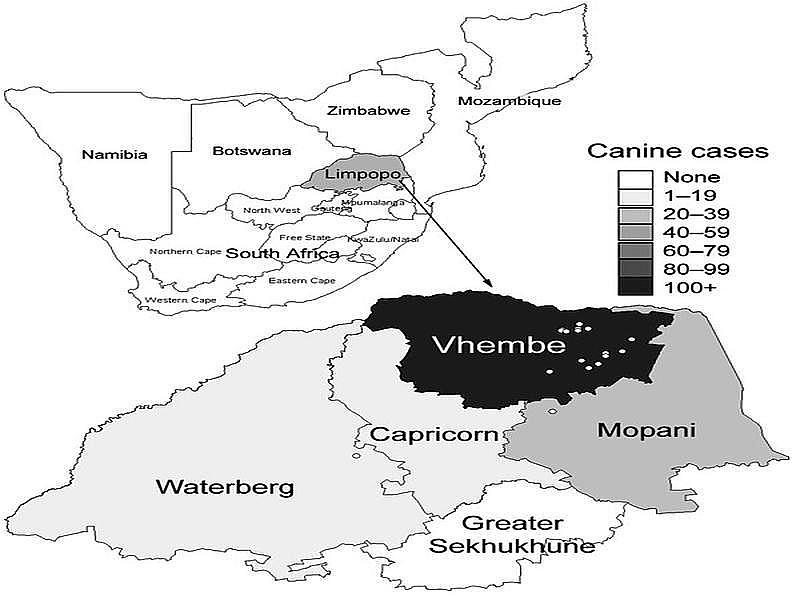 Zimbabwe
Mozambique
Namibia
Botswana
Limpopo
Mpumalanga
North West
Gauteng
Free State
KwaZulu/Natal
Northern Cape
South Africa
Eastern Cape
Western Cape
Canine cases
None
1–19
20–39
40–59
60–79
80–99
100+
Vhembe
Capricorn
Mopani
Waterberg
Greater
Sekhukhune